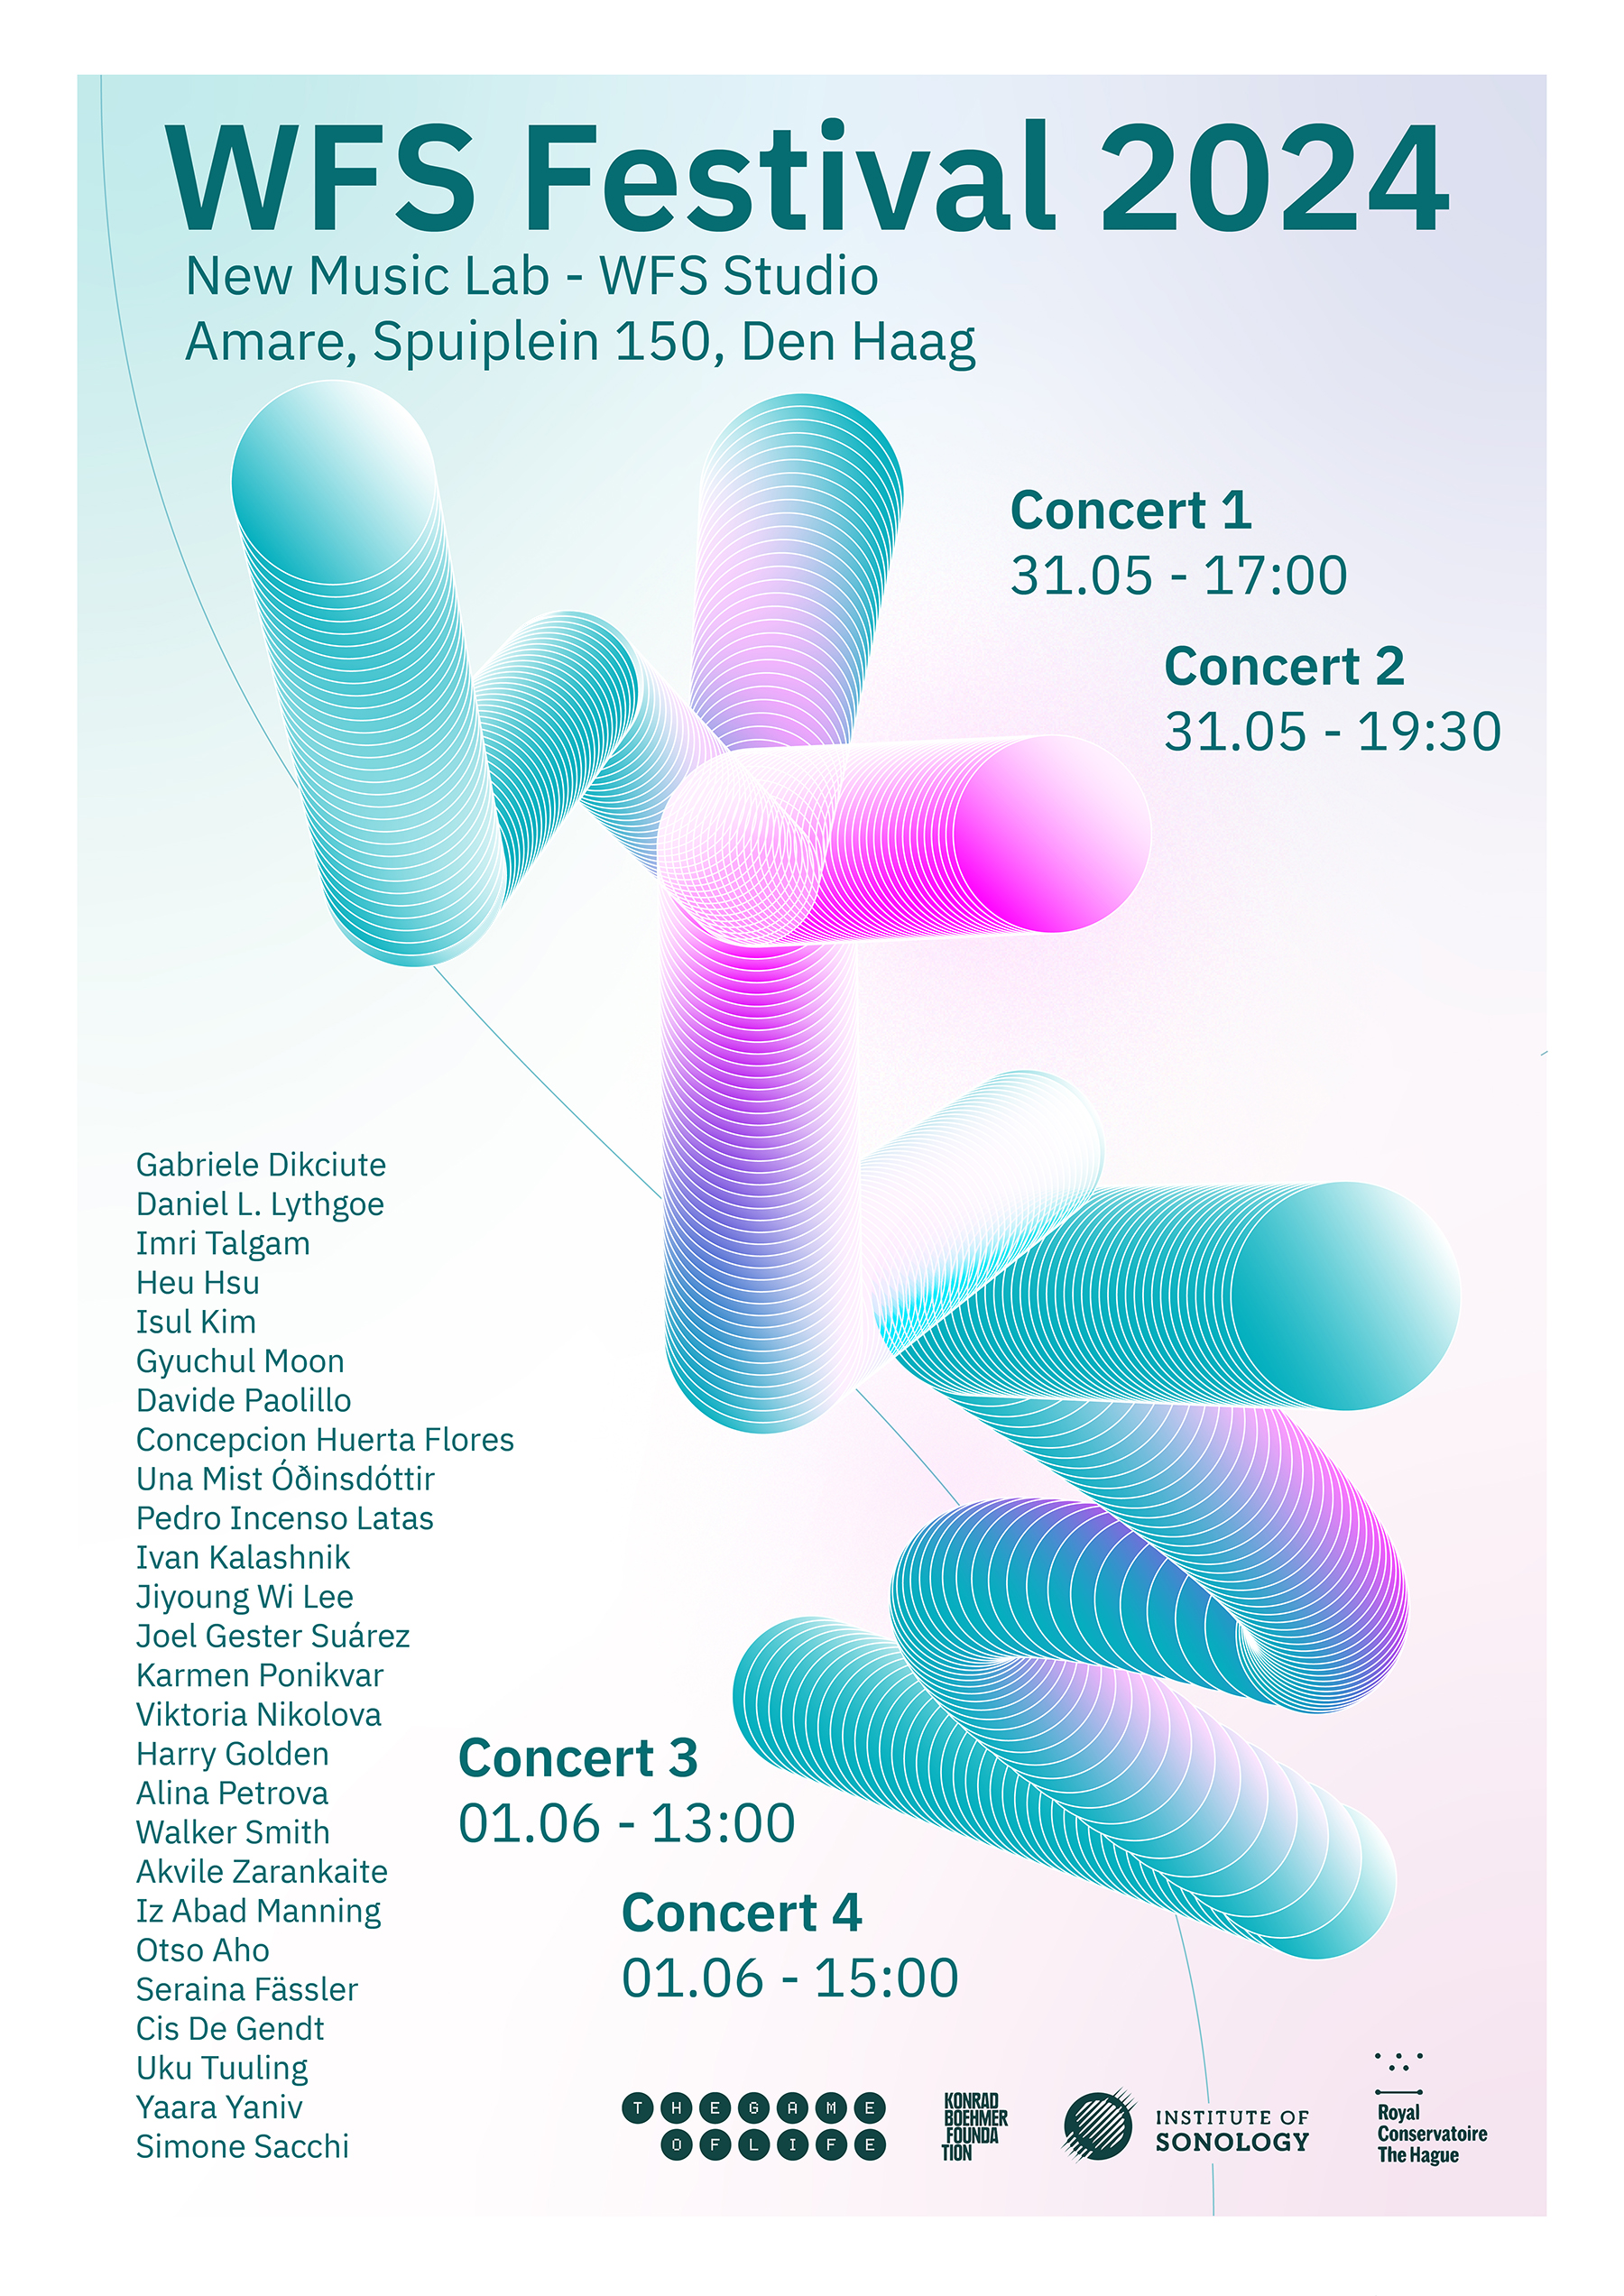 WFS Festival 2024
New Music Lab - WFS Studio
Amare, Spuiplein 150, Den Haag
Concert 1
31.05 - 17:00
Concert 2
31.05 - 19:30
Gabriele Dikciute
Daniel L. Lythgoe
Imri Talgam
Heu Hsu
Isul Kim
Gyuchul Moon
Davide Paolillo
Concepcion Huerta Flores
Una Mist Óðinsdóttir
Pedro Incenso Latas
Ivan Kalashnik
Jiyoung Wi Lee
Joel Gester Suárez
Karmen Ponikvar
Viktoria Nikolova
Harry Golden
Alina Petrova
Walker Smith
Akvile Zarankaite
Iz Abad Manning
Otso Aho
Seraina Fässler
Cis De Gendt
Uku Tuuling
Yaara Yaniv
Simone Sacchi
Concert 3
01.06 - 13:00
Concert 4
01.06 - 15:00
THEGAME
OFLIFE
KONRAD
BOEHMER
FOUNDA
TION
INSTITUTE OF
SONOLOGY
Royal
Conservatoire
The Hague